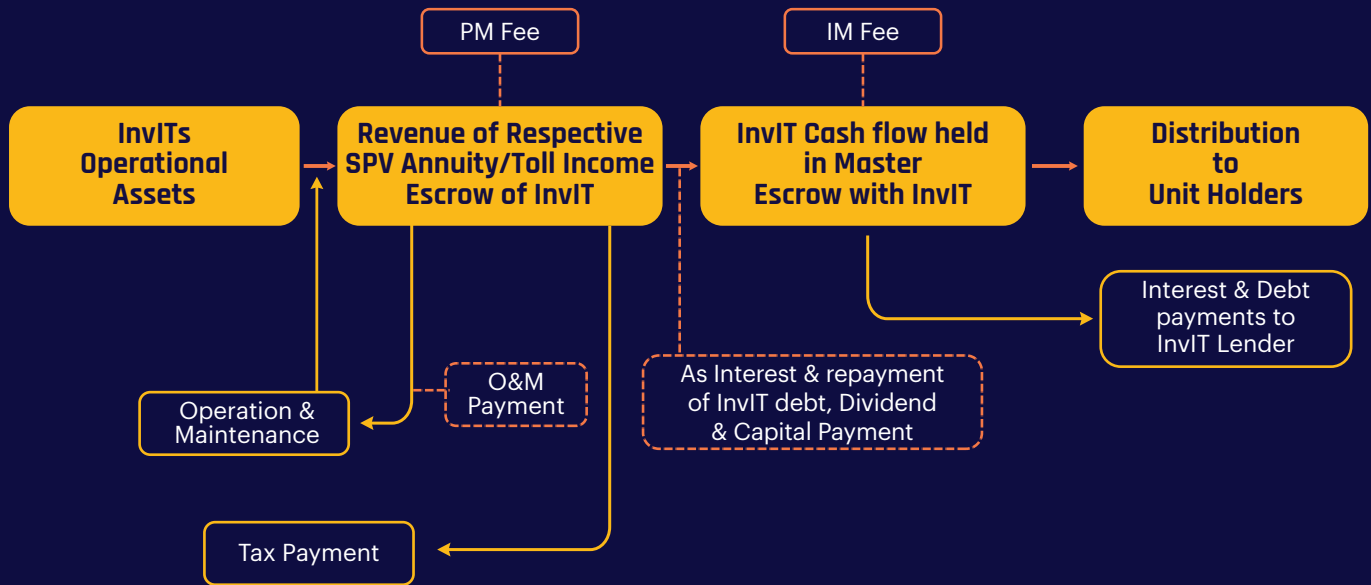 PM Fee
IM Fee
InvITs
Operational
Assets
Revenue of Respective
SPV Annuity/Toll Income
Escrow of InvIT
InvIT Cash flow held
in Master
Escrow with InvIT
Distribution
to
Unit Holders
Interest & Debt
payments to
InvIT Lender
O&M
Payment
As Interest & repayment
of InvIT debt, Dividend
& Capital Payment
Operation &
Maintenance
Tax Payment